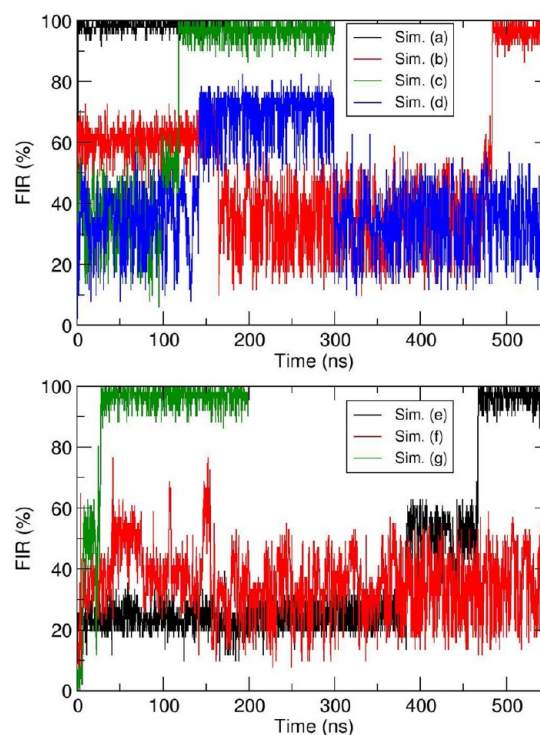 100
80
60
40
20
0
FIR (%)
Sim. (a)
Sim. (b)
Sim. (c)
Sim. (d)
0 100 200 300 400 500
Time (ns)
100
80
60
40
20
0
FIR (%)
Sim. (e)
Sim. (f)
Sim. (g)
0 100 200 300 400 500
Time (ns)